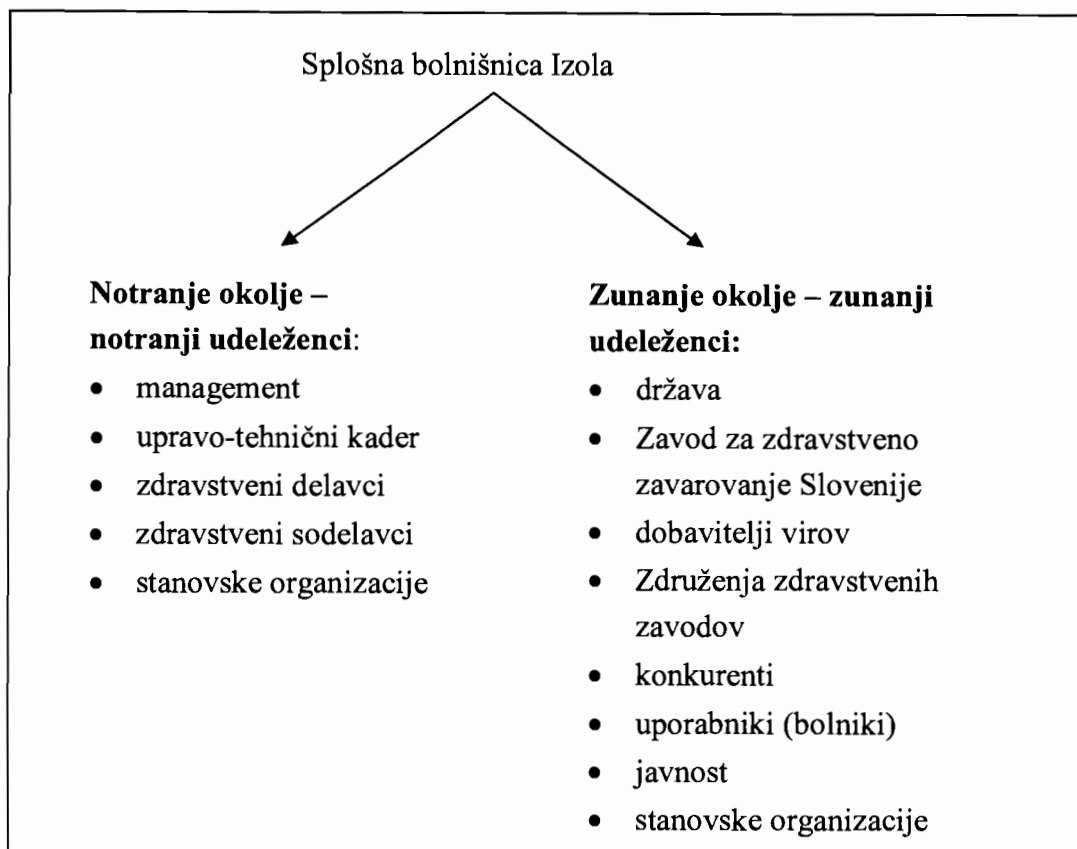 Splošna bolnišnica Izola
Notranje okolje –
notranji udeleženci:
• management
• upravo-tehnični kader
• zdravstveni delavci
• zdravstveni sodelavci
• stanovske organizacije
Zunanje okolje – zunanji
udeleženci:
• država
• Zavod za zdravstveno
zavarovanje Slovenije
• dobavitelji virov
• Združenja zdravstvenih
zavodov
• konkurenti
• uporabniki (bolniki)
• javnost
• stanovske organizacije